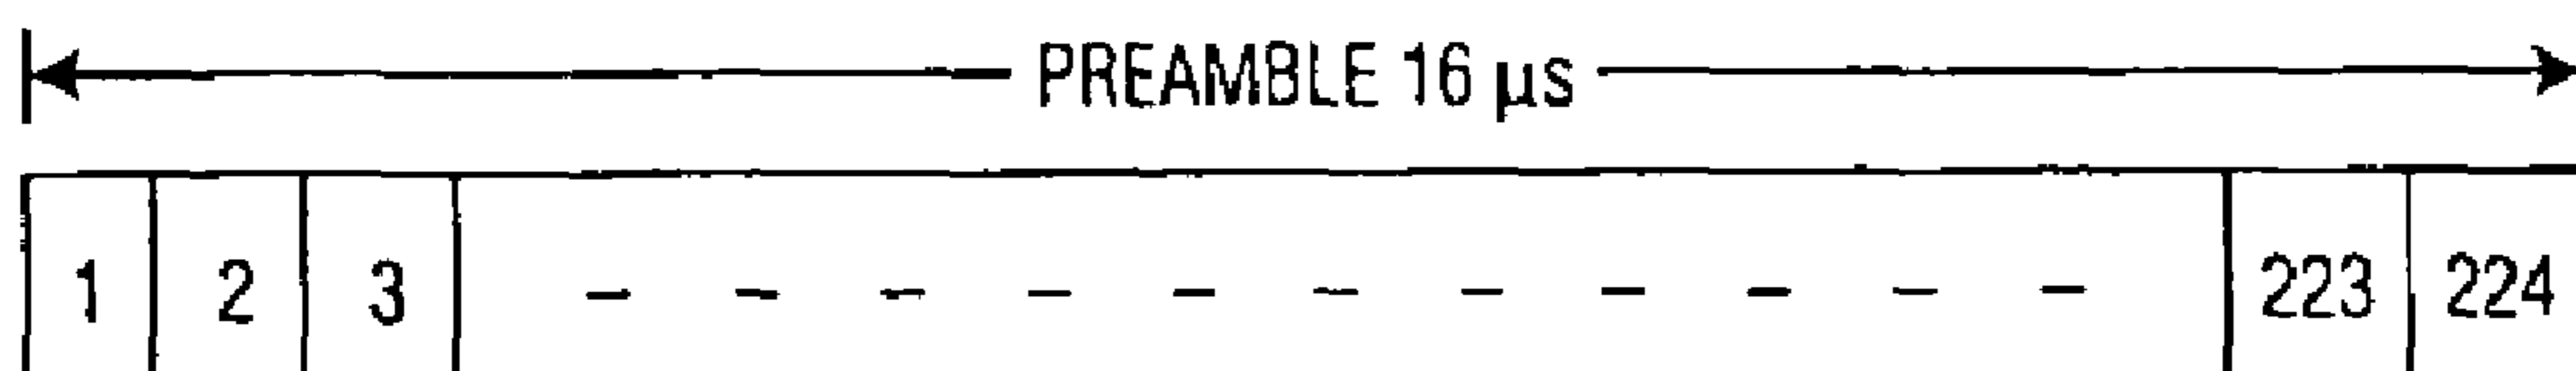 PREAMBLE 16 µs
1 2 3 – – – – – – – – – – – 223 224